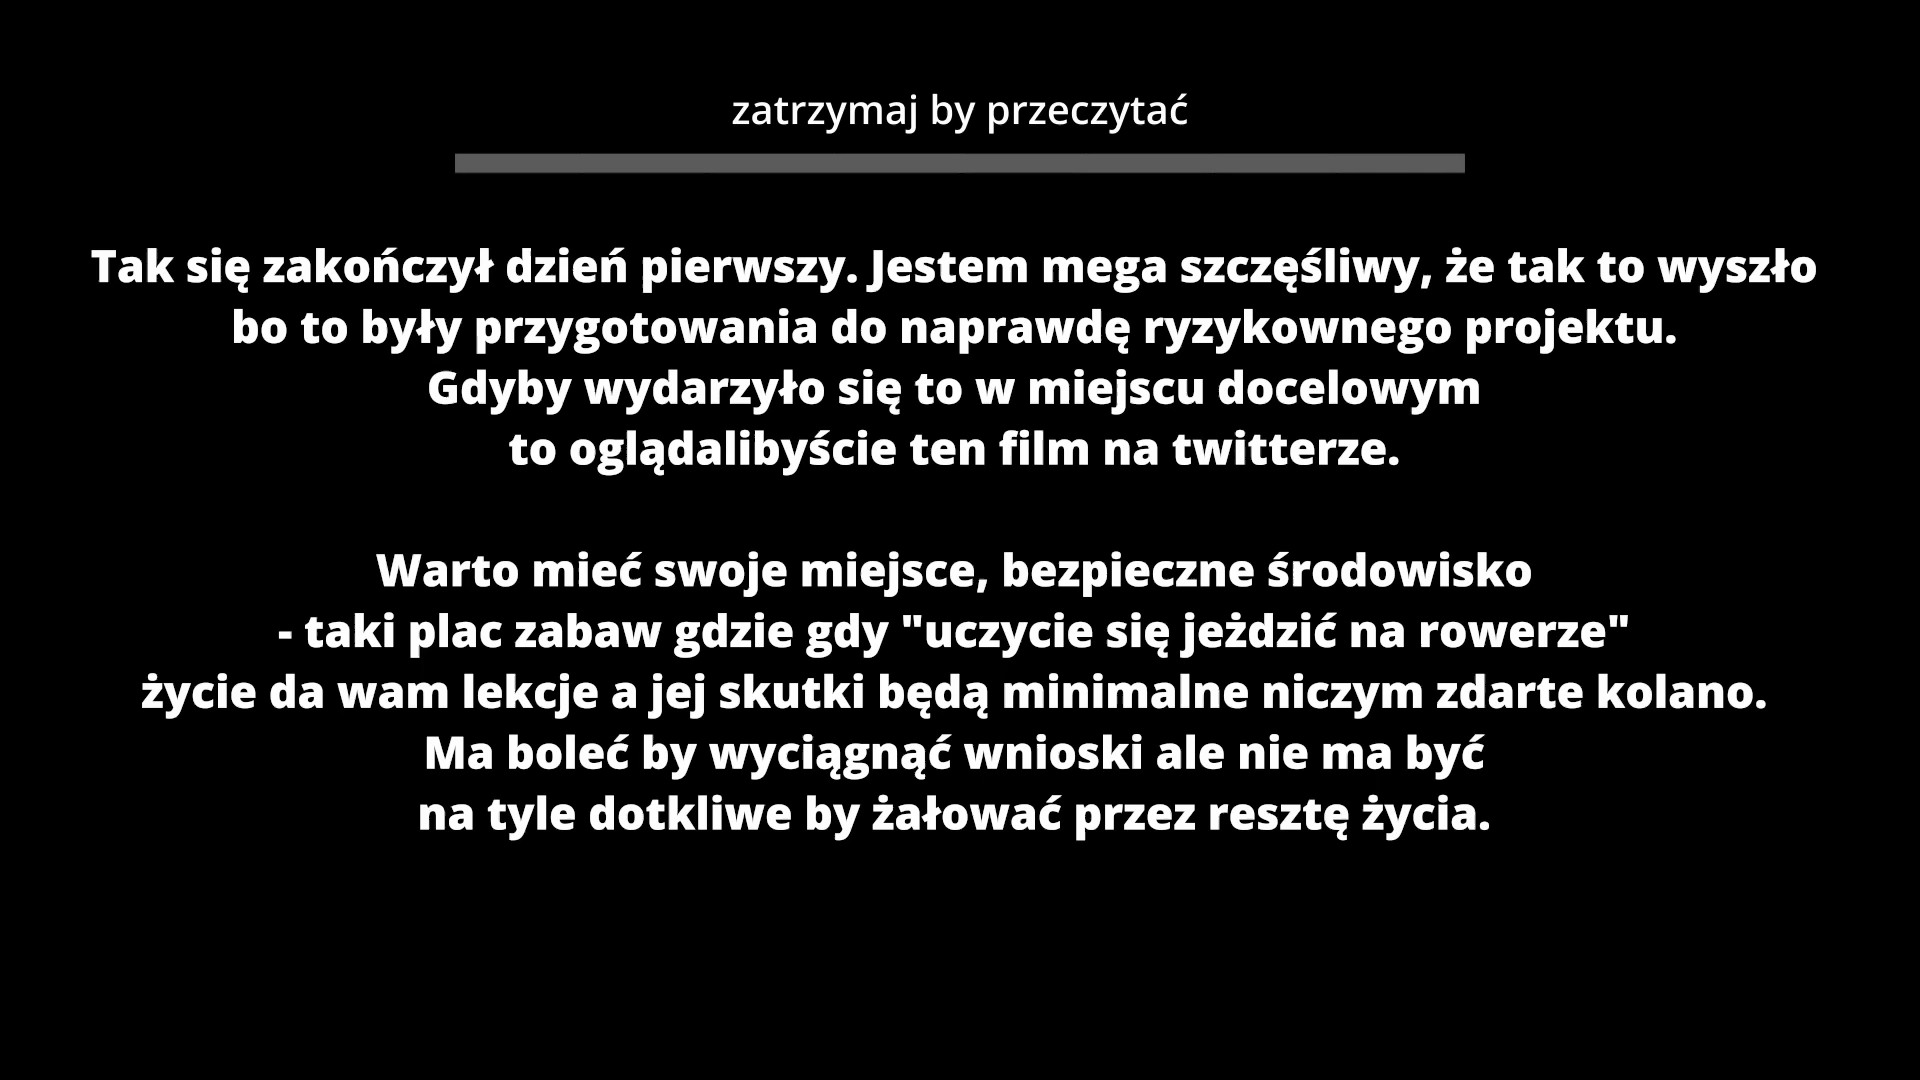 zatrzymaj by przeczytać
Tak się zakończył dzień pierwszy. Jestem mega szczęśliwy, że tak to wyszło
bo to były przygotowania do naprawdę ryzykownego projektu.
Gdyby wydarzyło się to w miejscu docelowym
to oglądalibyście ten film na twitterze.
Warto mieć swoje miejsce, bezpieczne środowisko
- taki plac zabaw gdzie gdy "uczycie się jeżdzić na rowerze"
życie da wam lekcje a jej skutki będą minimalne niczym zdarte kolano.
Ma boleć by wyciągnąć wnioski ale nie ma być
na tyle dotkliwe by żałować przez resztę życia.